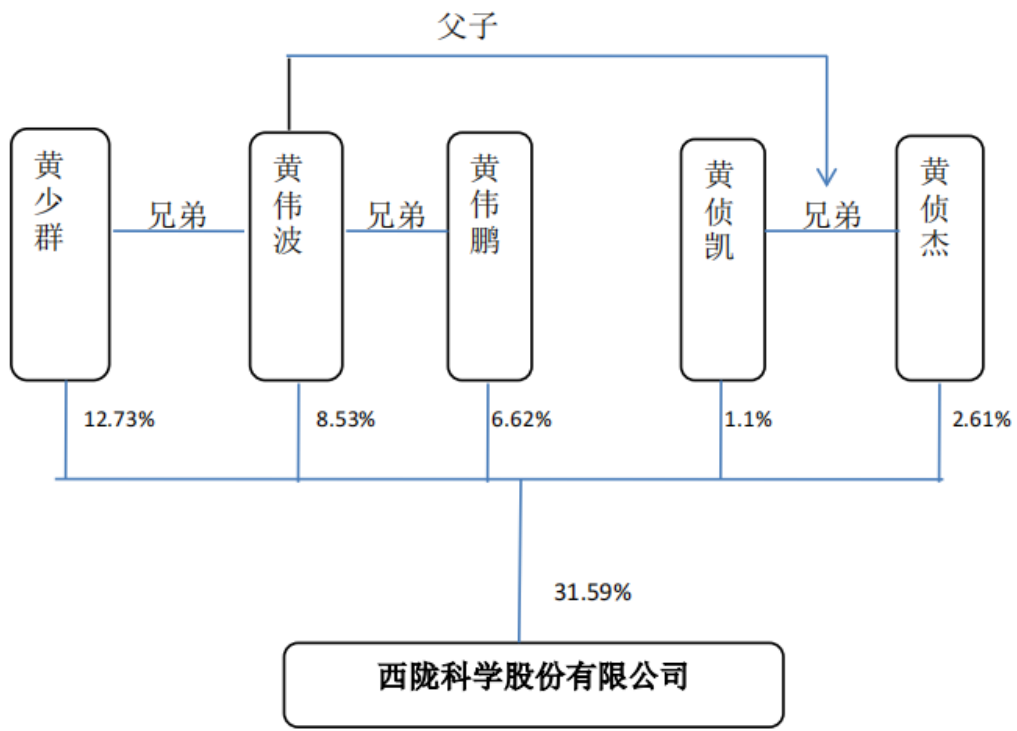 父子
黄少群
兄弟
黄伟波
兄弟
黄伟鹏
黄侦凯
兄弟
黄侦杰
12.73%
8.53%
6.62%
1.1%
2.61%
31.59%
西陇科学股份有限公司